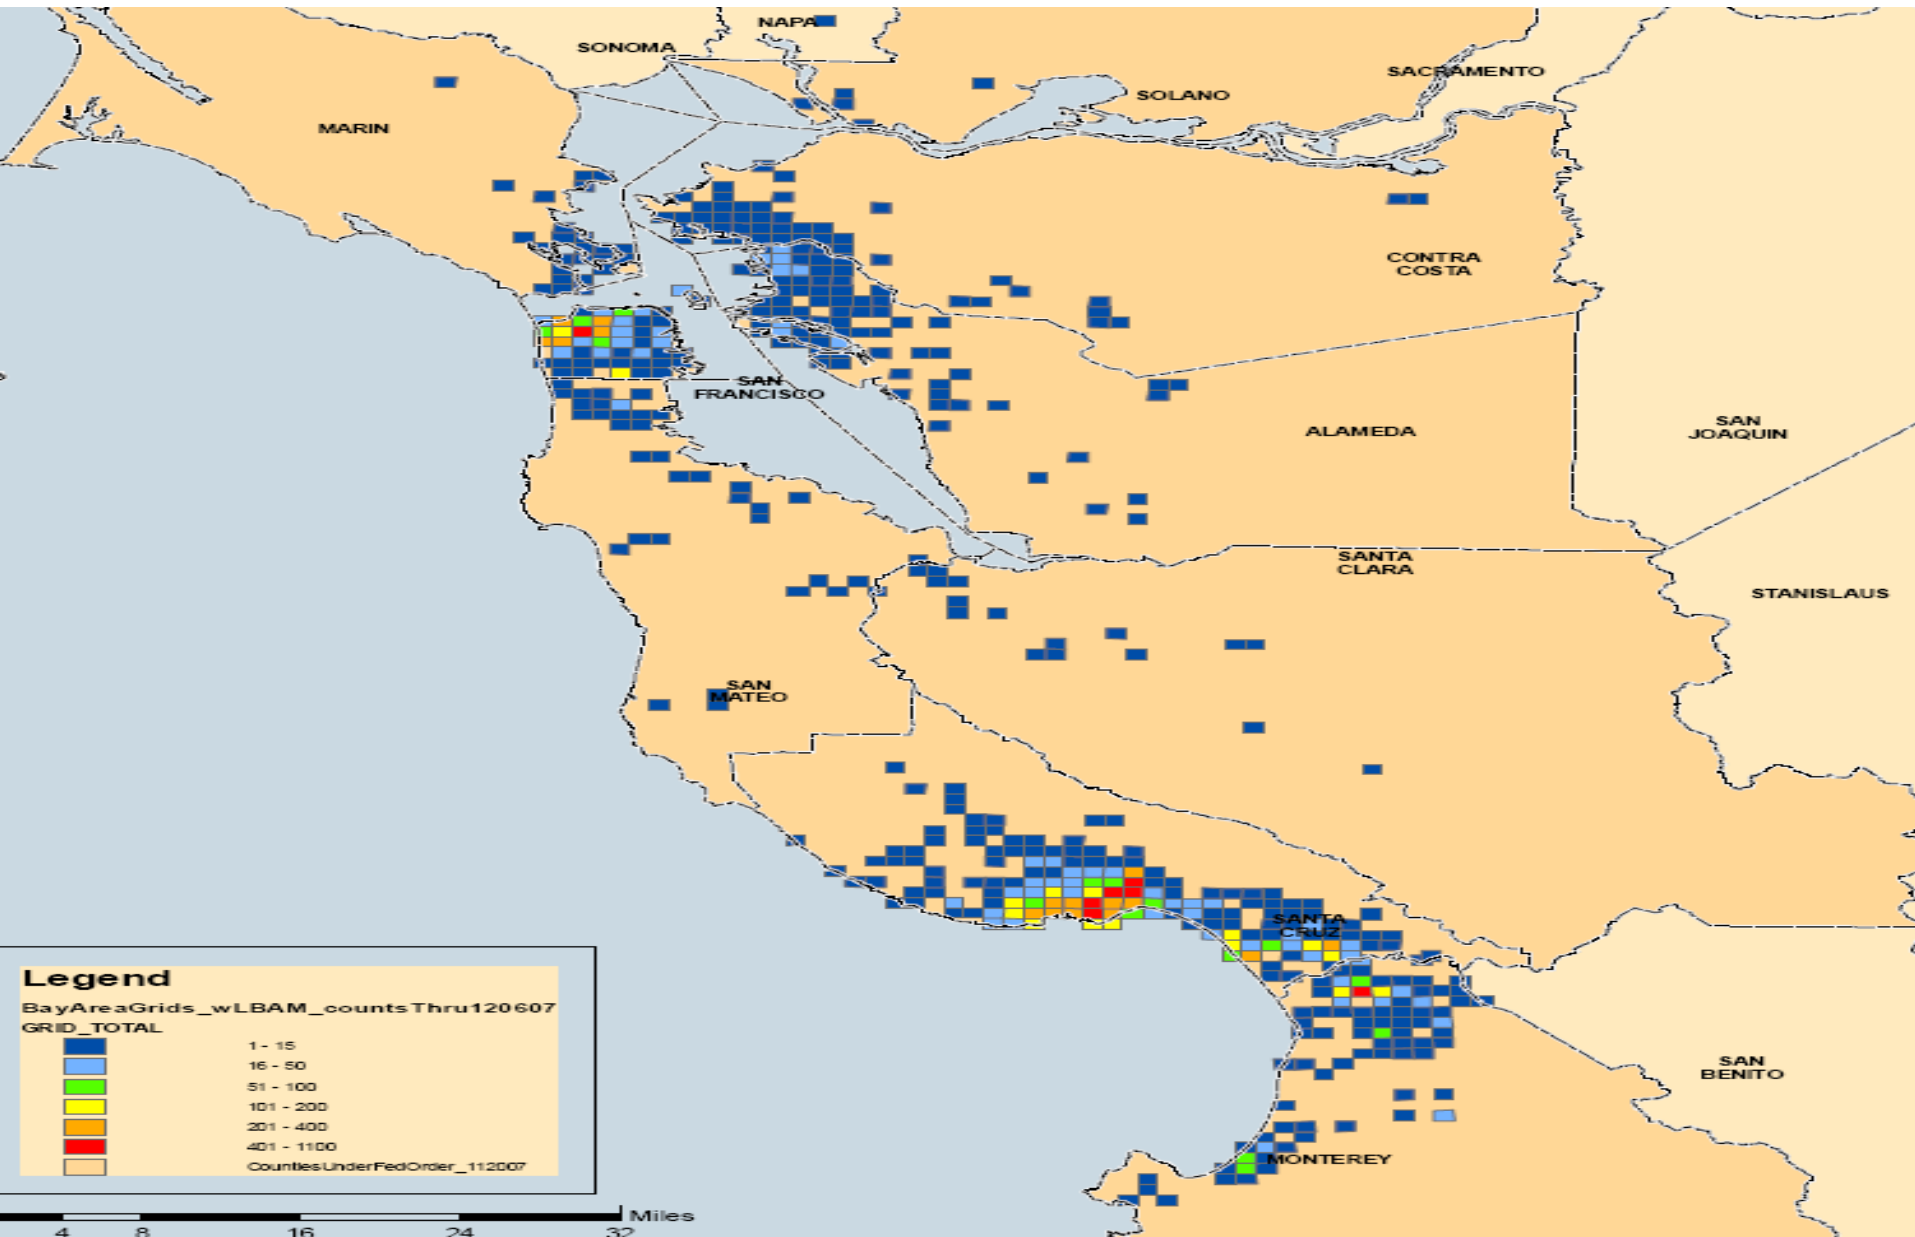 NAPA
SONOMA
SACRAMENTO
SOLANO
MARIN
CONTRA
COSTA
SAN
FRANCISCO
ALAMEDA
SAN
JOAQUIN
SANTA
CLARA
STANISLAUS
SAN
MATEO
SANTA
CRUZ
SAN
BENITO
MONTEREY
Legend
BayAreaGrids_wLBAM_countsThru120607
GRID_TOTAL
1 - 15
16 - 50
51 - 100
101 - 200
201 - 400
401 - 1100
CountiesUnderFedOrder_112007
Miles
4 8 16 24 32